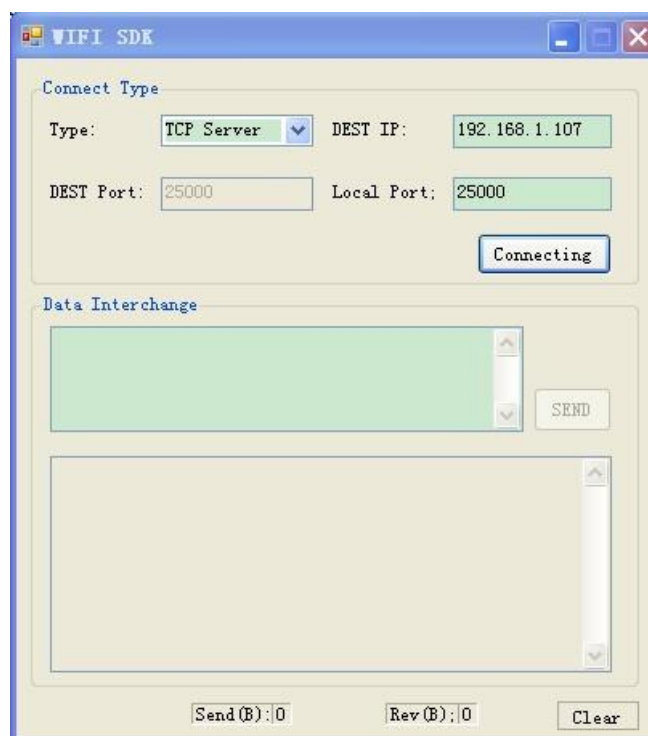 WIFI SDK
Connect Type
Type: TCP Server DEST IP: 192.168.1.107
DEST Port: 25000 Local Port: 25000
Connecting
Data Interchange
SEND
Send(B): 0 Rev(B): 0 Clear